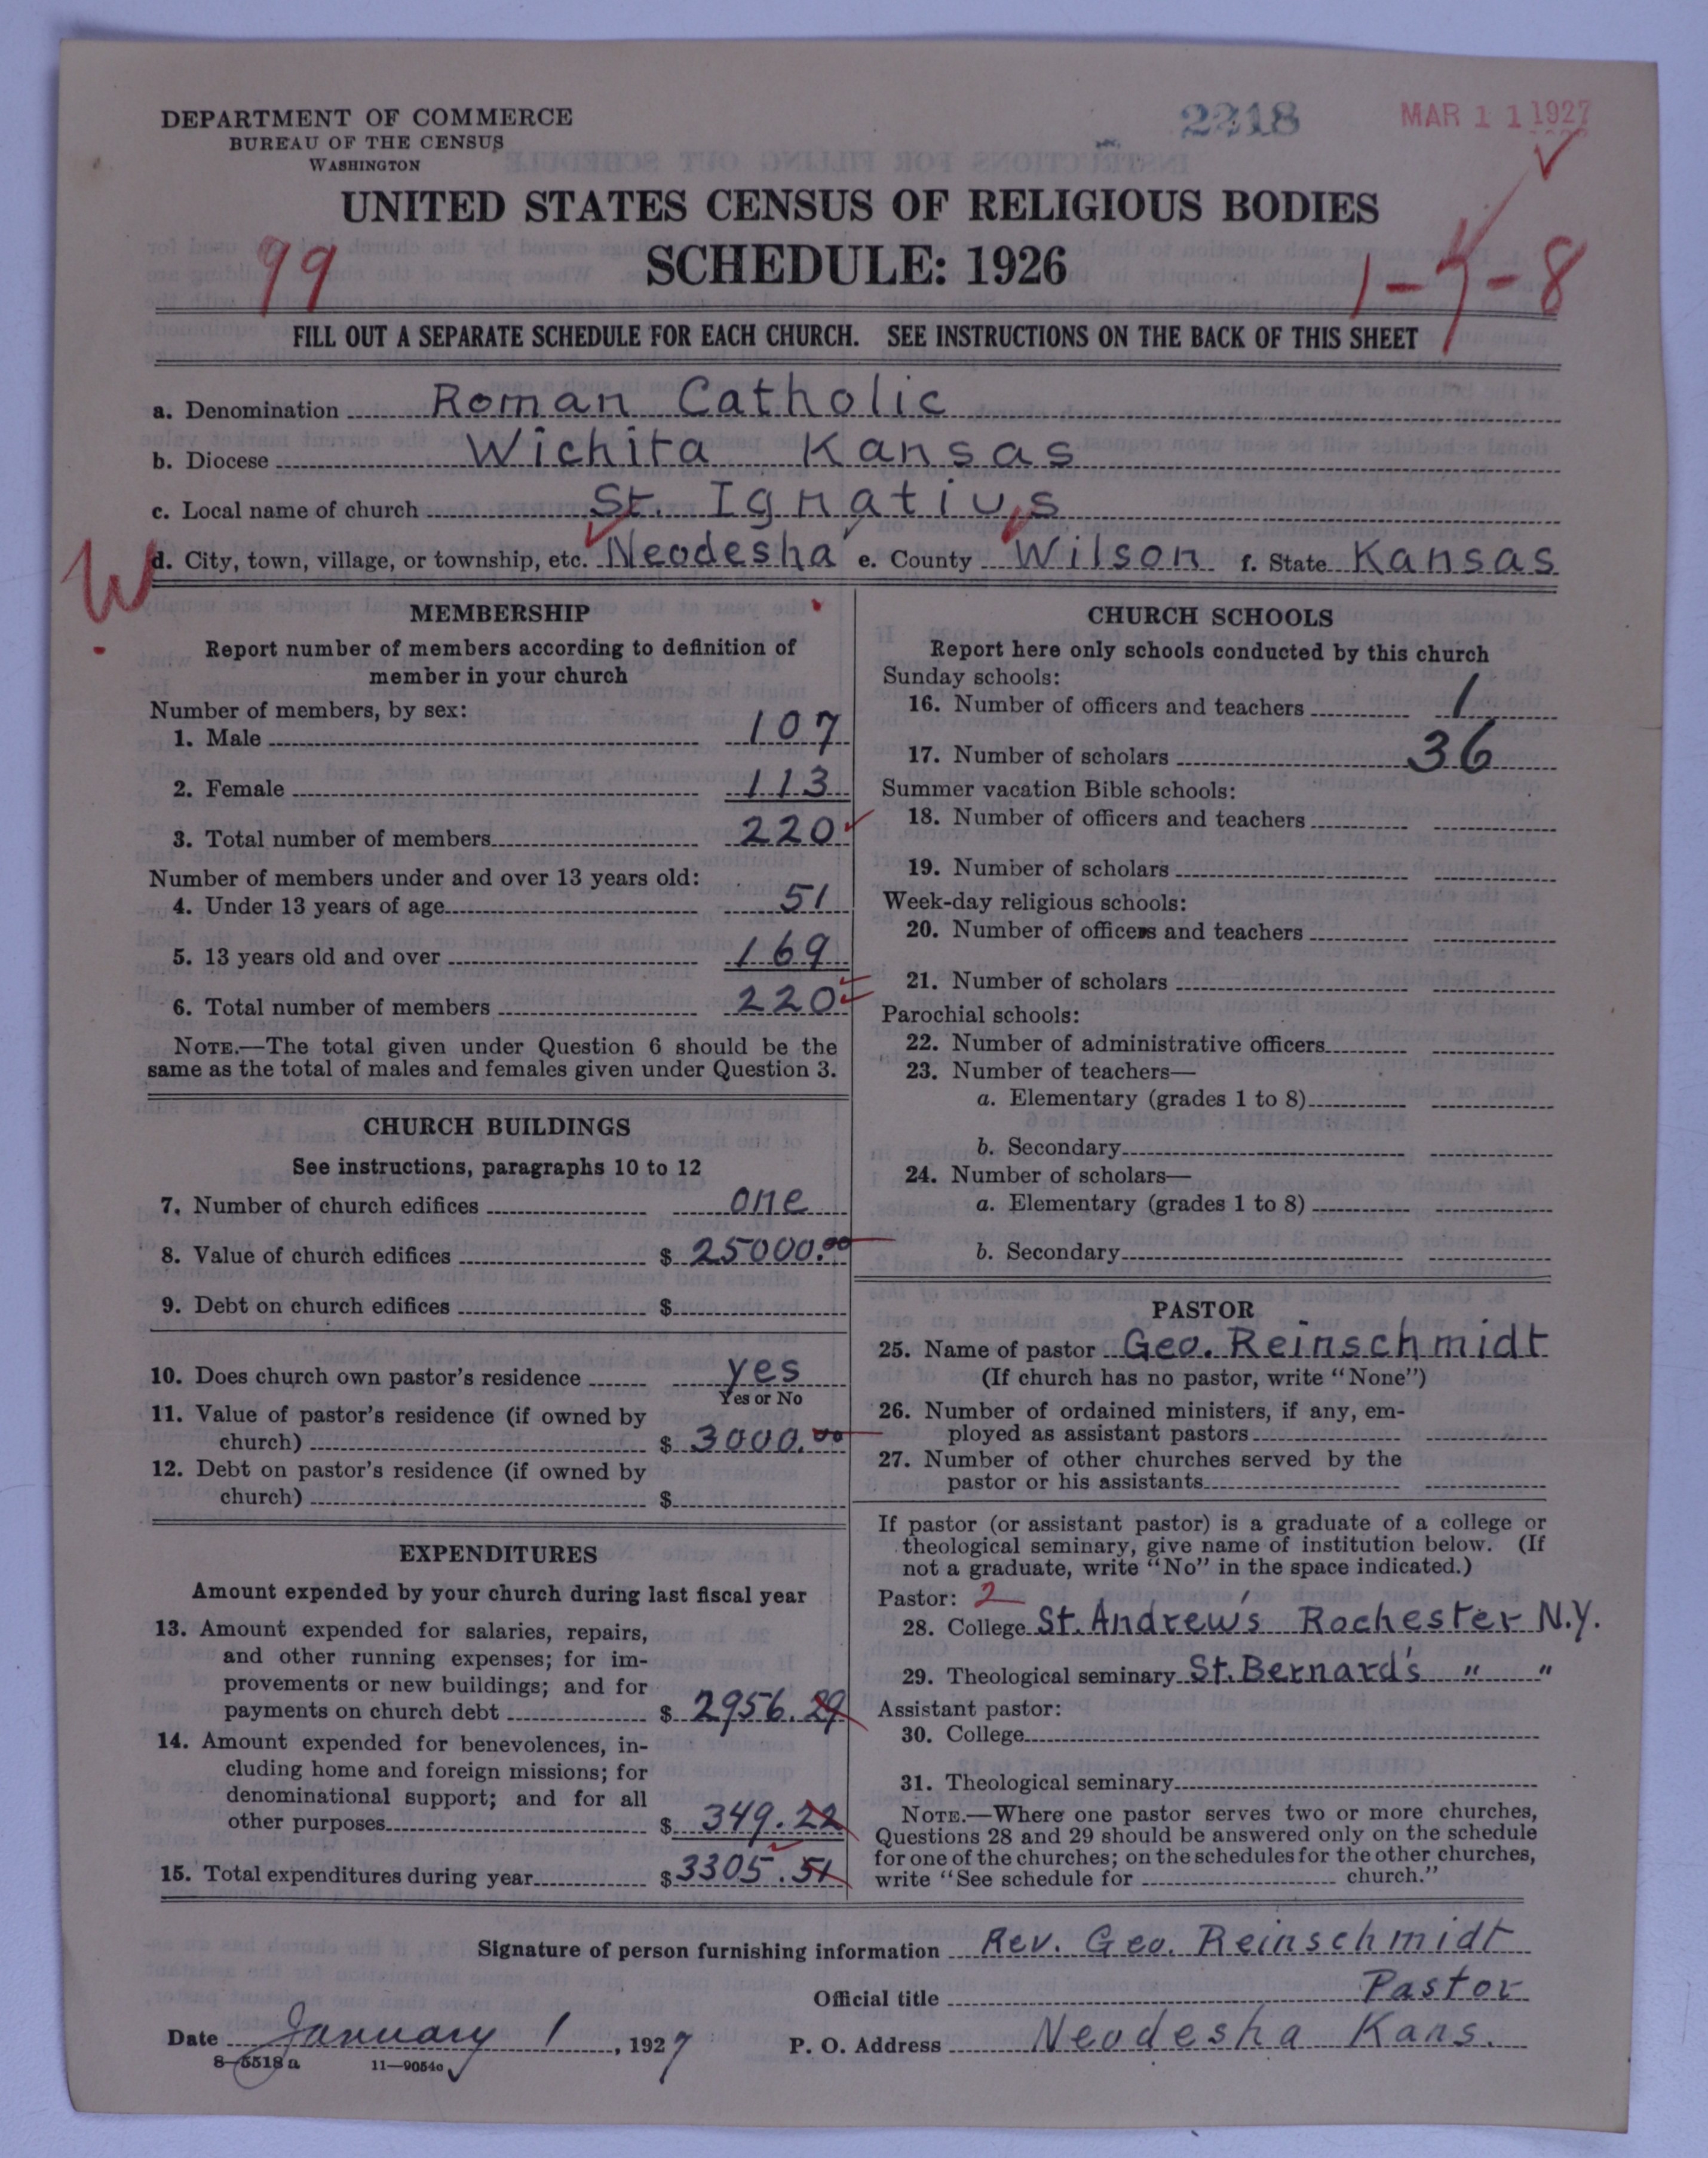 DEPARTMENT OF COMMERCE
BUREAU OF THE CENSUS
WASHINGTON
2218
MAR 11 1927
UNITED STATES CENSUS OF RELIGIOUS BODIES
SCHEDULE: 1926
99
1-7-8
FILL OUT A SEPARATE SCHEDULE FOR EACH CHURCH. SEE INSTRUCTIONS ON THE BACK OF THIS SHEET
a. Denomination Roman Catholic
b. Diocese Wichita Kansas
c. Local name of church St. Ignatius
W
d. City, town, village, or township, etc. Neodesha e. County Wilson f. State Kansas
MEMBERSHIP
Report number of members according to definition of
member in your church
Number of members, by sex:
1. Male 107
2. Female 113
3. Total number of members 220
Number of members under and over 13 years old:
4. Under 13 years of age 51
5. 13 years old and over 169
6. Total number of members 220
NOTE.—The total given under Question 6 should be the
same as the total of males and females given under Question 3.
CHURCH BUILDINGS
See instructions, paragraphs 10 to 12
7. Number of church edifices one
8. Value of church edifices $ 25000.00
9. Debt on church edifices $
10. Does church own pastor's residence yes
Yes or No
11. Value of pastor's residence (if owned by
church) $ 3000.00
12. Debt on pastor's residence (if owned by
church) $
EXPENDITURES
Amount expended by your church during last fiscal year
13. Amount expended for salaries, repairs,
and other running expenses; for im-
provements or new buildings; and for
payments on church debt $ 2956.29
14. Amount expended for benevolences, in-
cluding home and foreign missions; for
denominational support; and for all
other purposes $ 349.22
15. Total expenditures during year $ 3305.51
CHURCH SCHOOLS
Report here only schools conducted by this church
Sunday schools:
16. Number of officers and teachers 1
17. Number of scholars 36
Summer vacation Bible schools:
18. Number of officers and teachers
19. Number of scholars
Week-day religious schools:
20. Number of officers and teachers
21. Number of scholars
Parochial schools:
22. Number of administrative officers
23. Number of teachers—
a. Elementary (grades 1 to 8)
b. Secondary
24. Number of scholars—
a. Elementary (grades 1 to 8)
b. Secondary
PASTOR
25. Name of pastor Geo. Reinschmidt
(If church has no pastor, write "None")
26. Number of ordained ministers, if any, em-
ployed as assistant pastors
27. Number of other churches served by the
pastor or his assistants
If pastor (or assistant pastor) is a graduate of a college or
theological seminary, give name of institution below. (If
not a graduate, write "No" in the space indicated.)
Pastor: 2
28. College St. Andrew's Rochester N.Y.
29. Theological seminary St. Bernard's " "
Assistant pastor:
30. College
31. Theological seminary
NOTE.—Where one pastor serves two or more churches,
Questions 28 and 29 should be answered only on the schedule
for one of the churches; on the schedules for the other churches,
write "See schedule for church."
Signature of person furnishing information Rev. Geo. Reinschmidt
Official title Pastor
Date January 1, 1927 P. O. Address Neodesha Kans.
8—5518a 11—9054c